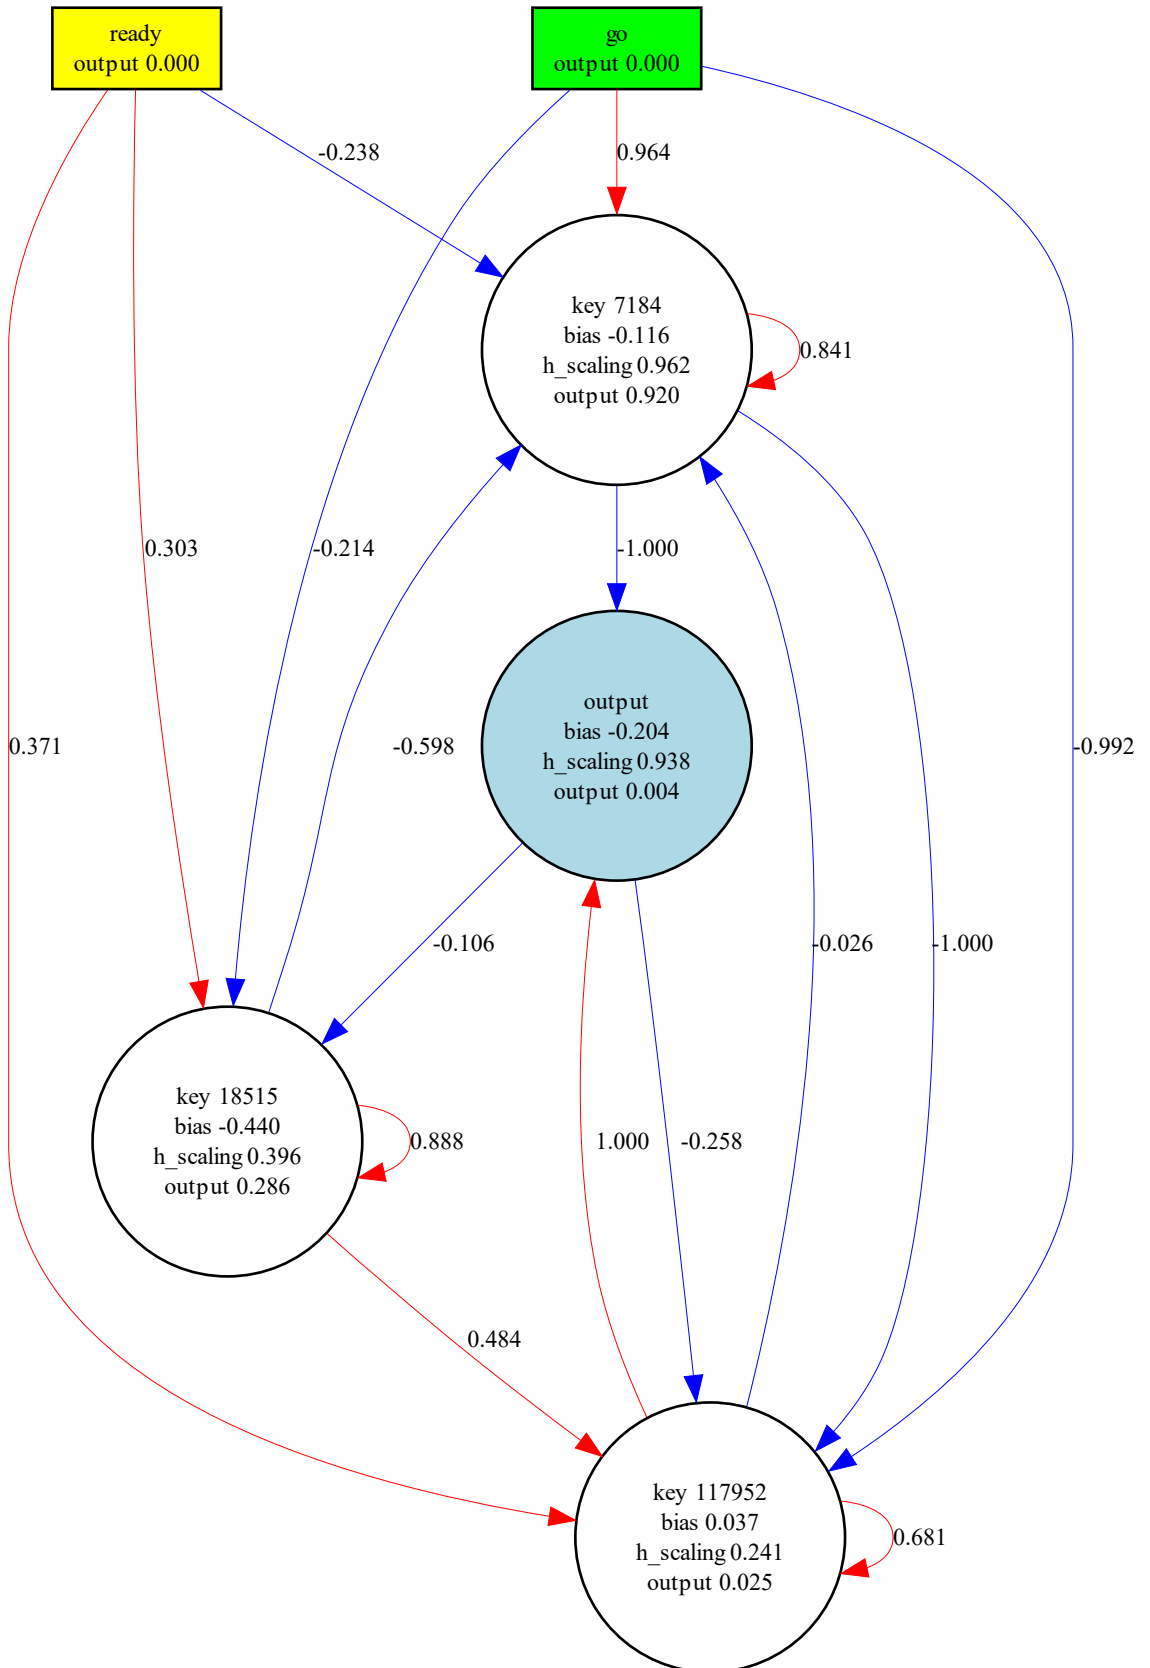 ready
output 0.000
go
output 0.000
-0.238
0.964
key 7184
bias -0.116
h_scaling 0.962
output 0.920
0.841
0.303
-0.214
-1.000
output
bias -0.204
h_scaling 0.938
output 0.004
0.371
-0.598
-0.992
-0.106
-0.026
-1.000
key 18515
bias -0.440
h_scaling 0.396
output 0.286
0.888
1.000
-0.258
0.484
key 117952
bias 0.037
h_scaling 0.241
output 0.025
0.681